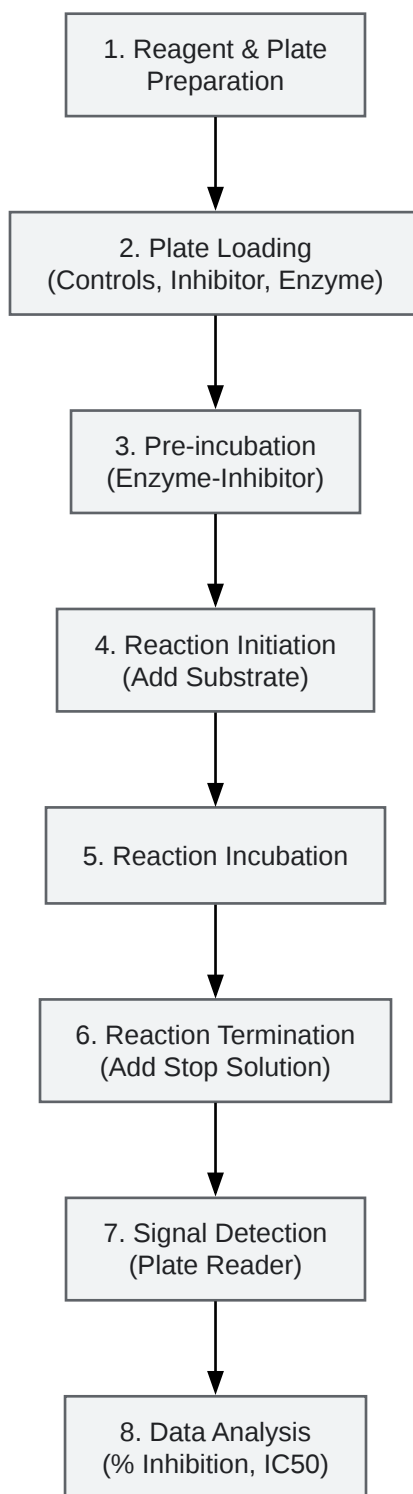 1. Reagent & Plate
Preparation
2. Plate Loading
(Controls, Inhibitor, Enzyme)
3. Pre-incubation
(Enzyme-Inhibitor)
4. Reaction Initiation
(Add Substrate)
5. Reaction Incubation
6. Reaction Termination
(Add Stop Solution)
7. Signal Detection
(Plate Reader)
8. Data Analysis
(% Inhibition, IC50)